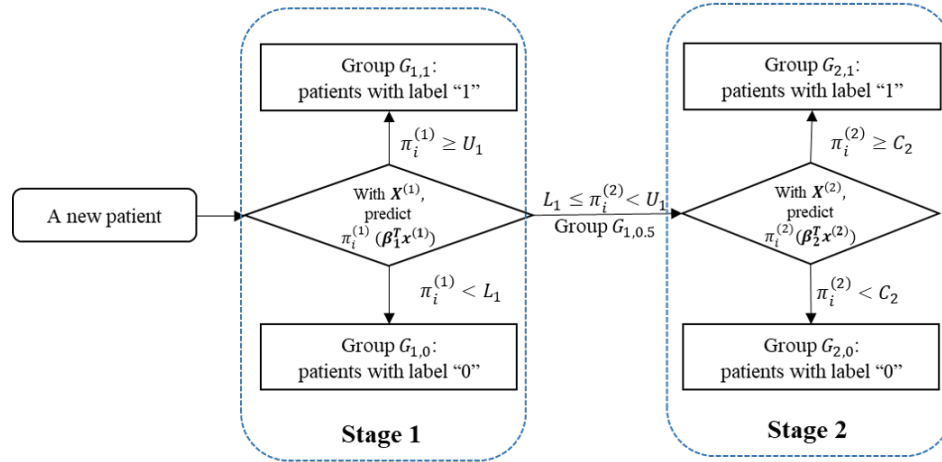 A new patient
Group G₁,₁:
patients with label “1”
π_i^(1) ≥ U₁
With X^(1),
predict
π_i^(1) (β₁^T x^(1))
π_i^(1) < L₁
Group G₁,₀:
patients with label “0”
Stage 1
L₁ ≤ π_i^(2) < U₁
Group G₁,₀.₅
Group G₂,₁:
patients with label “1”
π_i^(2) ≥ C₂
With X^(2),
predict
π_i^(2) (β₂^T x^(2))
π_i^(2) < C₂
Group G₂,₀:
patients with label “0”
Stage 2